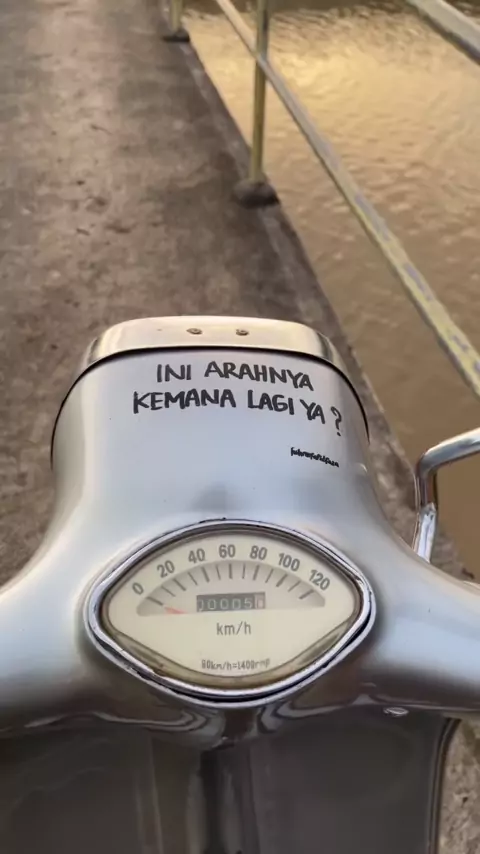 INI ARAHNYA
KEMANA LAGI YA ?
0 20 40 60 80 100 120
km/h